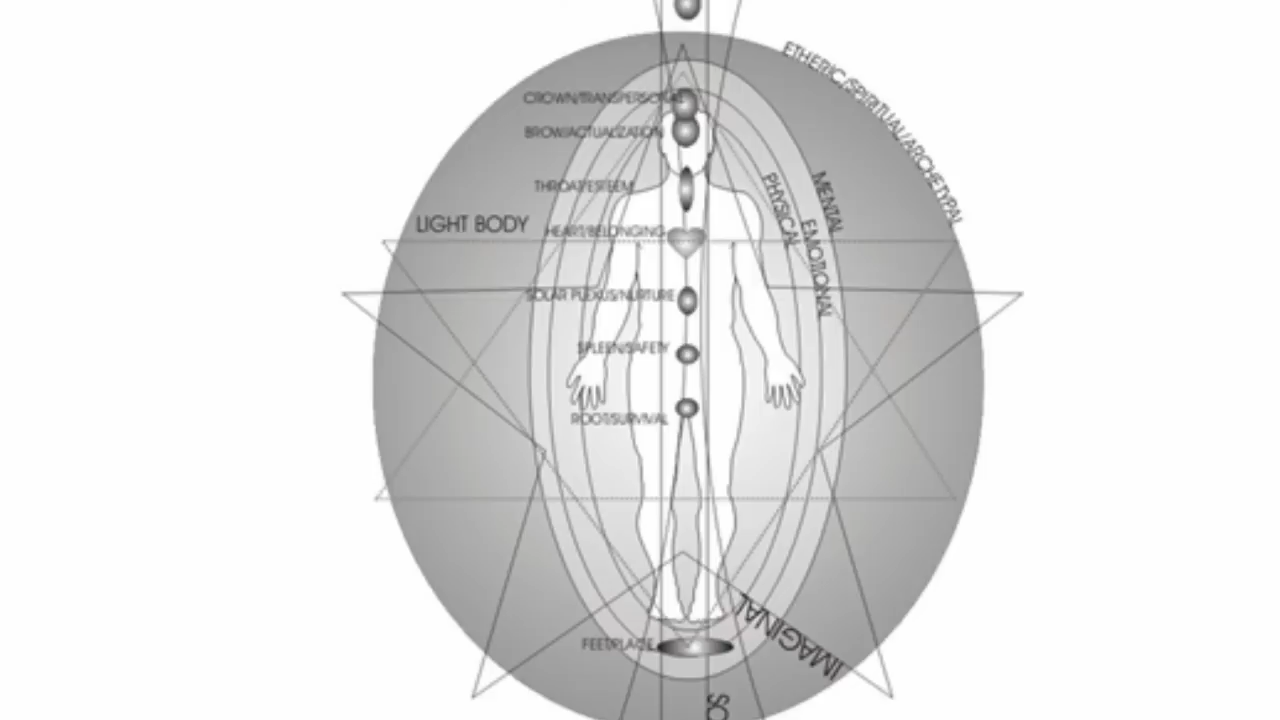 ETHERIC/SPIRITUAL/ARCHETYPAL
CROWN/TRANSPERSONAL
BROW/ACTUALIZATION
THROAT/ESTEEM
MENTAL
PHYSICAL
LIGHT BODY
HEART/BELONGING
EMOTIONAL
SOLAR PLEXUS/NURTURE
SPLEEN/SAFETY
ROOT/SURVIVAL
IMAGINAL
FEET/PLACE